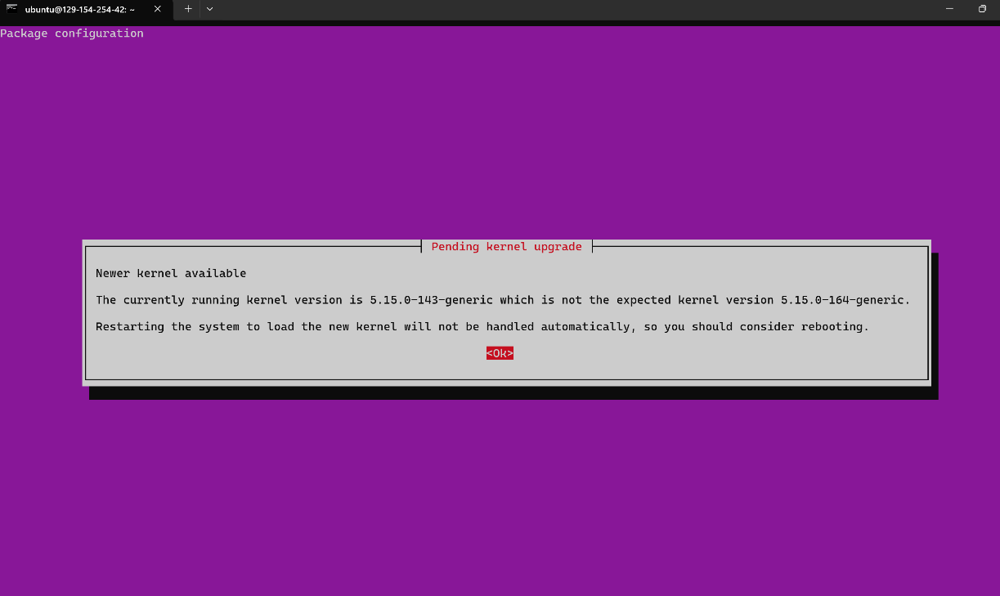 ubuntu@129-154-254-42: ~
Package configuration
Pending kernel upgrade
Newer kernel available
The currently running kernel version is 5.15.0-143-generic which is not the expected kernel version 5.15.0-164-generic.
Restarting the system to load the new kernel will not be handled automatically, so you should consider rebooting.
<Ok>